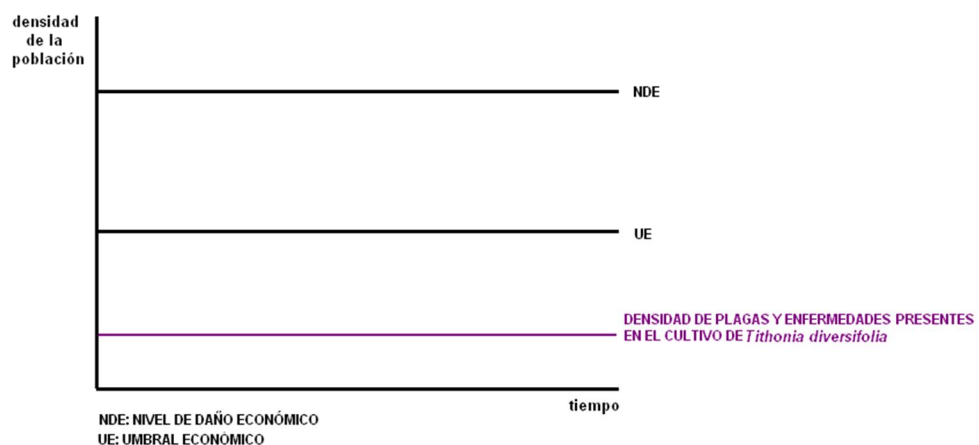 densidad
de la
población
NDE
UE
DENSIDAD DE PLAGAS Y ENFERMEDADES PRESENTES
EN EL CULTIVO DE Tithonia diversifolia
tiempo
NDE: NIVEL DE DAÑO ECONÓMICO
UE: UMBRAL ECONÓMICO